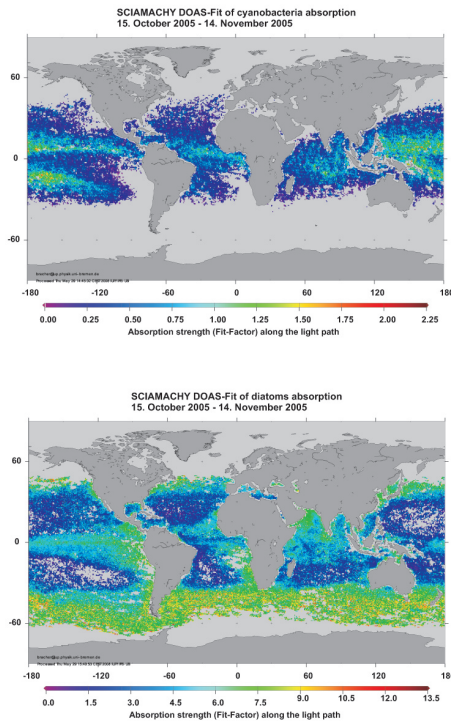 SCIAMACHY DOAS-Fit of cyanobacteria absorption
15. October 2005 - 14. November 2005
60
0
-60
-180 -120 -60 0 60 120 180
0.00 0.25 0.50 0.75 1.00 1.25 1.50 1.75 2.00 2.25
Absorption strength (Fit-Factor) along the light path
SCIAMACHY DOAS-Fit of diatoms absorption
15. October 2005 - 14. November 2005
60
0
-60
-180 -120 -60 0 60 120 180
0.0 1.5 3.0 4.5 6.0 7.5 9.0 10.5 12.0 13.5
Absorption strength (Fit-Factor) along the light path